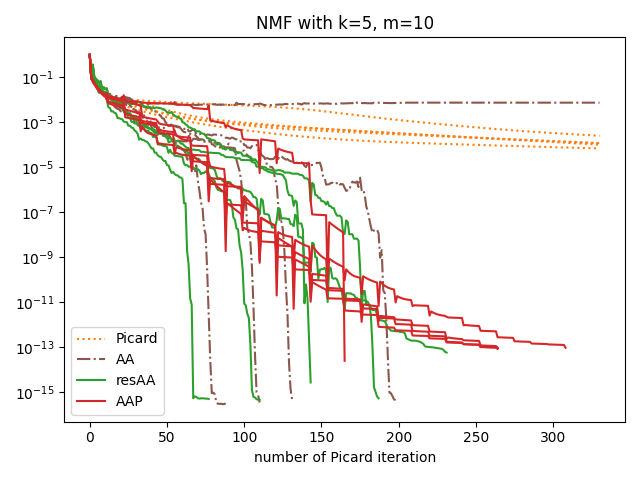 NMF with k=5, m=10
10⁻¹
10⁻³
10⁻⁵
10⁻⁷
10⁻⁹
10⁻¹¹
10⁻¹³
10⁻¹⁵
Picard
AA
resAA
AAP
0 50 100 150 200 250 300
number of Picard iteration